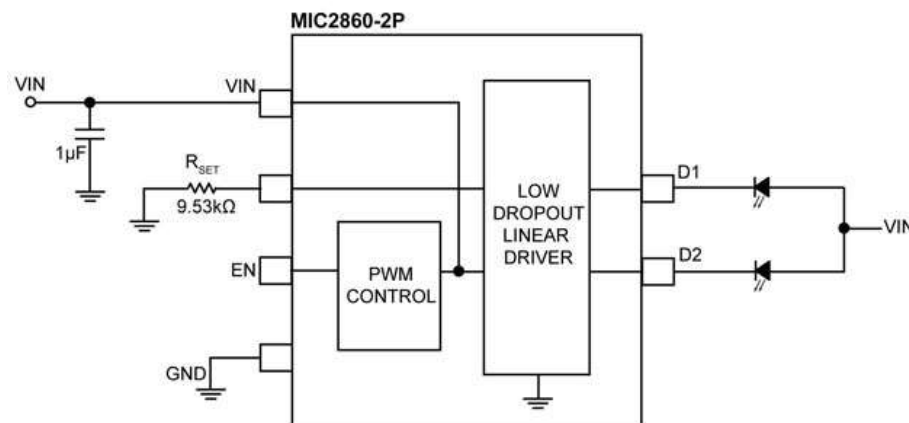 MIC2860-2P
VIN
VIN
1µF
RSET
9.53kΩ
EN
GND
PWM
CONTROL
LOW
DROPOUT
LINEAR
DRIVER
D1
D2
VIN